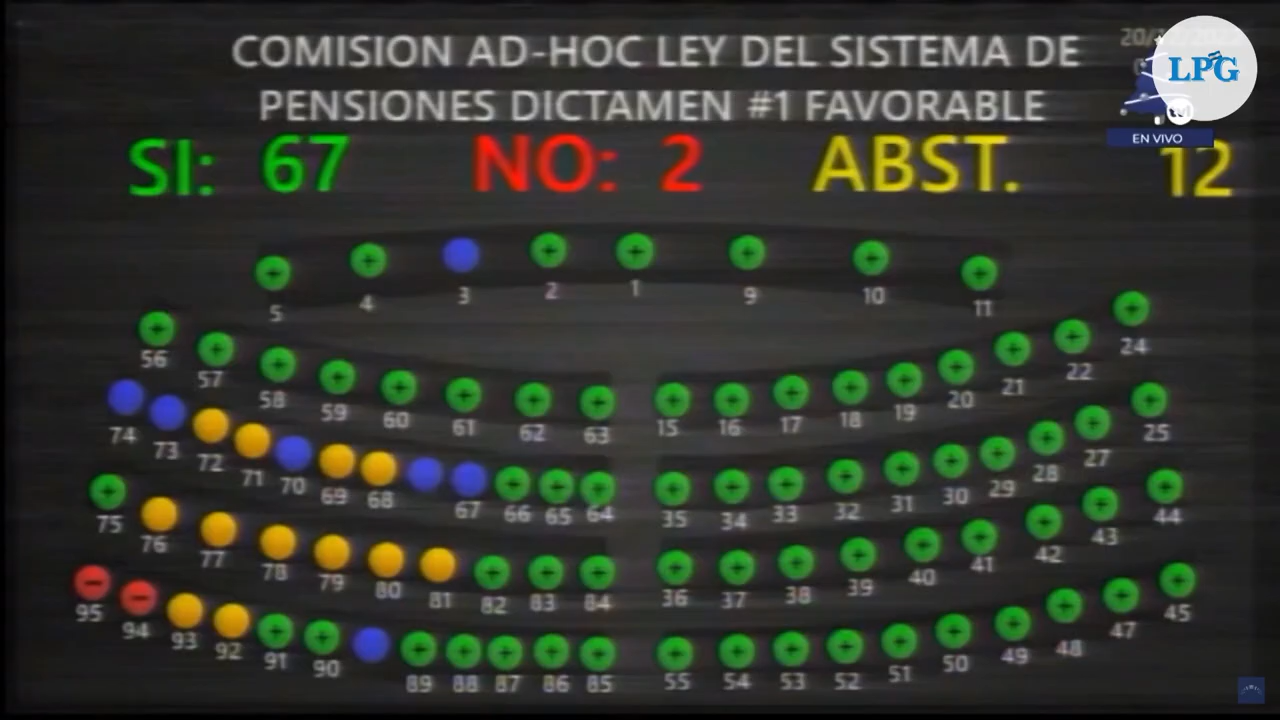 COMISION AD-HOC LEY DEL SISTEMA DE
PENSIONES DICTAMEN #1 FAVORABLE
LPG
tvl
EN VIVO
SI: 67 NO: 2 ABST. 12
5 4 3 2 1 9 10 11
56 57 58 59 60 61 62 63 15 16 17 18 19 20 21 22 24
74 73 72 71 70 69 68 67 66 65 64 35 34 33 32 31 30 29 28 27 25
75 76 77 78 79 80 81 82 83 84 36 37 38 39 40 41 42 43 44
95 94 93 92 91 90 89 88 87 86 85 55 54 53 52 51 50 49 48 47 45